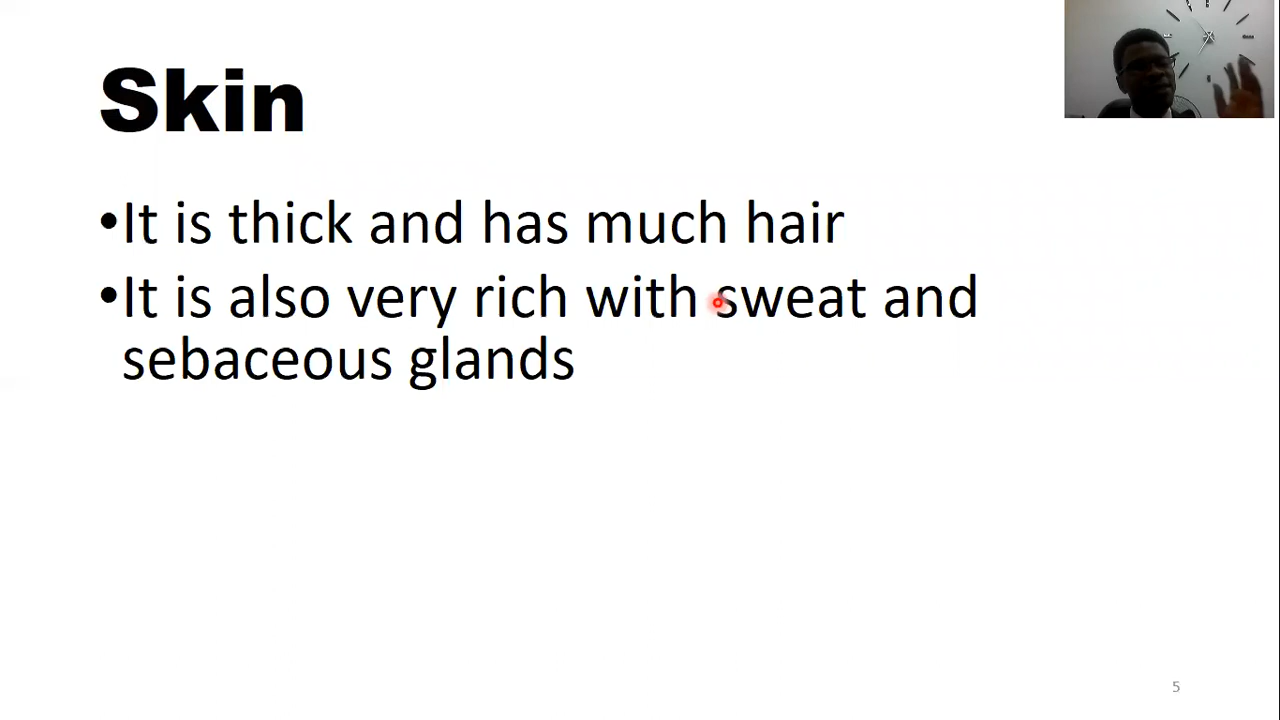 Skin
•It is thick and has much hair
•It is also very rich with sweat and
sebaceous glands
5